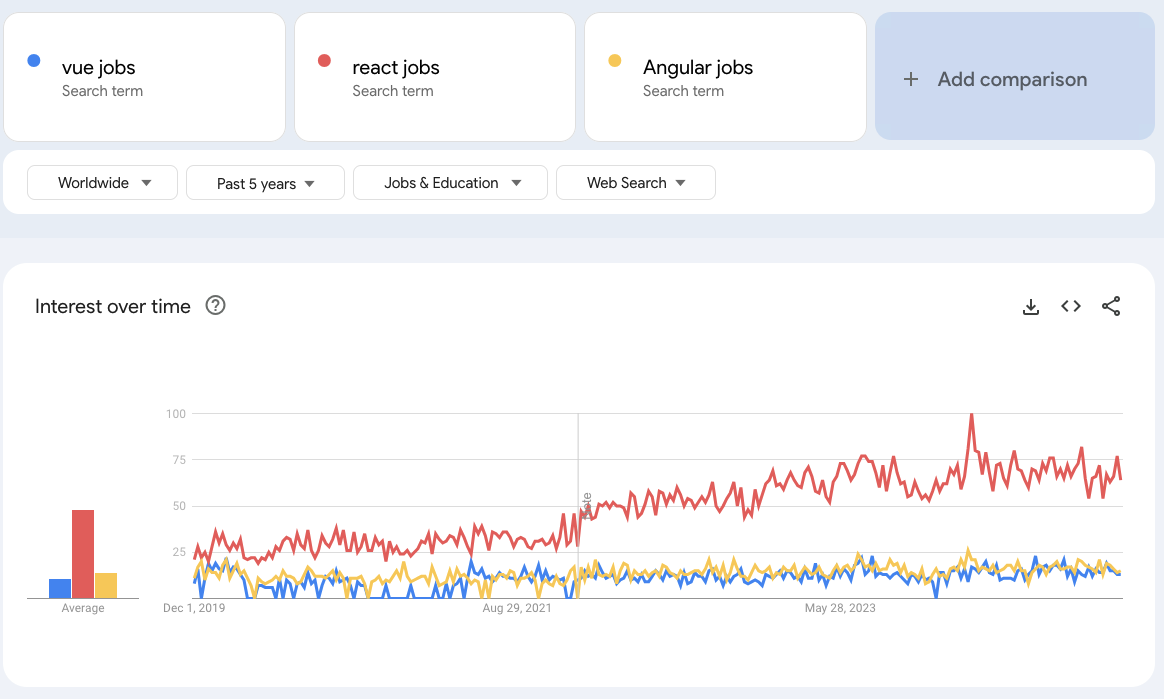 vue jobs
Search term
react jobs
Search term
Angular jobs
Search term
+ Add comparison
Worldwide
Past 5 years
Jobs & Education
Web Search
Interest over time
?
100
75
50
25
Note
Average
Dec 1, 2019
Aug 29, 2021
May 28, 2023